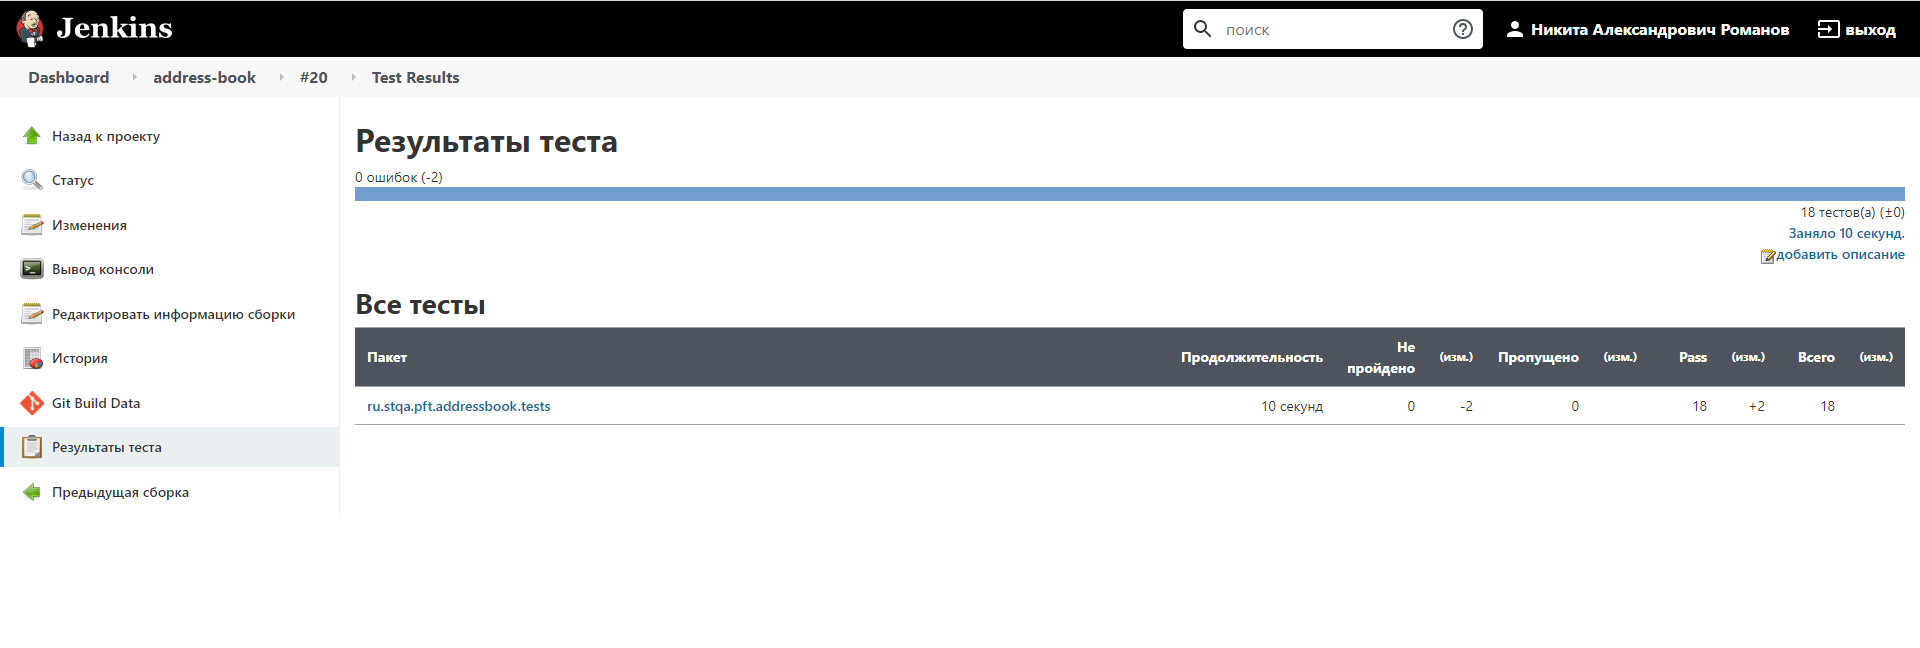 Jenkins
поиск
Никита Александрович Романов
выход
Dashboard
address-book
#20
Test Results
Назад к проекту
Статус
Изменения
Вывод консоли
Редактировать информацию сборки
История
Git Build Data
Результаты теста
Предыдущая сборка
Результаты теста
0 ошибок (-2)
18 тестов(а) (±0)
Заняло 10 секунд.
добавить описание
Все тесты
Пакет Продолжительность Не пройдено (изм.) Пропущено (изм.) Pass (изм.) Всего (изм.)
ru.stqa.pft.addressbook.tests 10 секунд 0 -2 0 18 +2 18